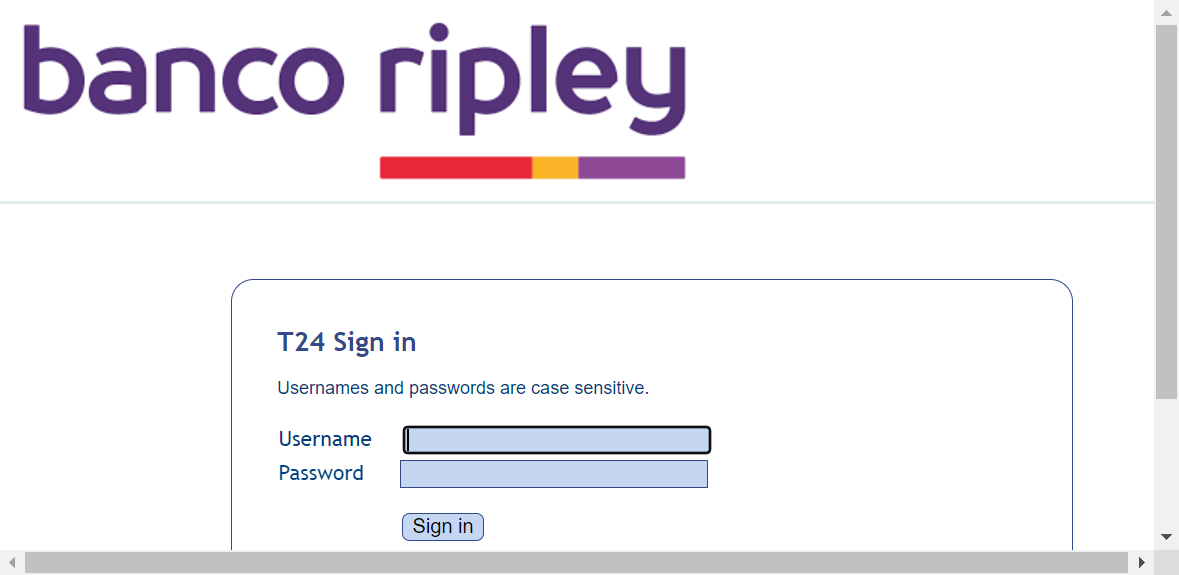 banco ripley
T24 Sign in
Usernames and passwords are case sensitive.
Username
Password
Sign in